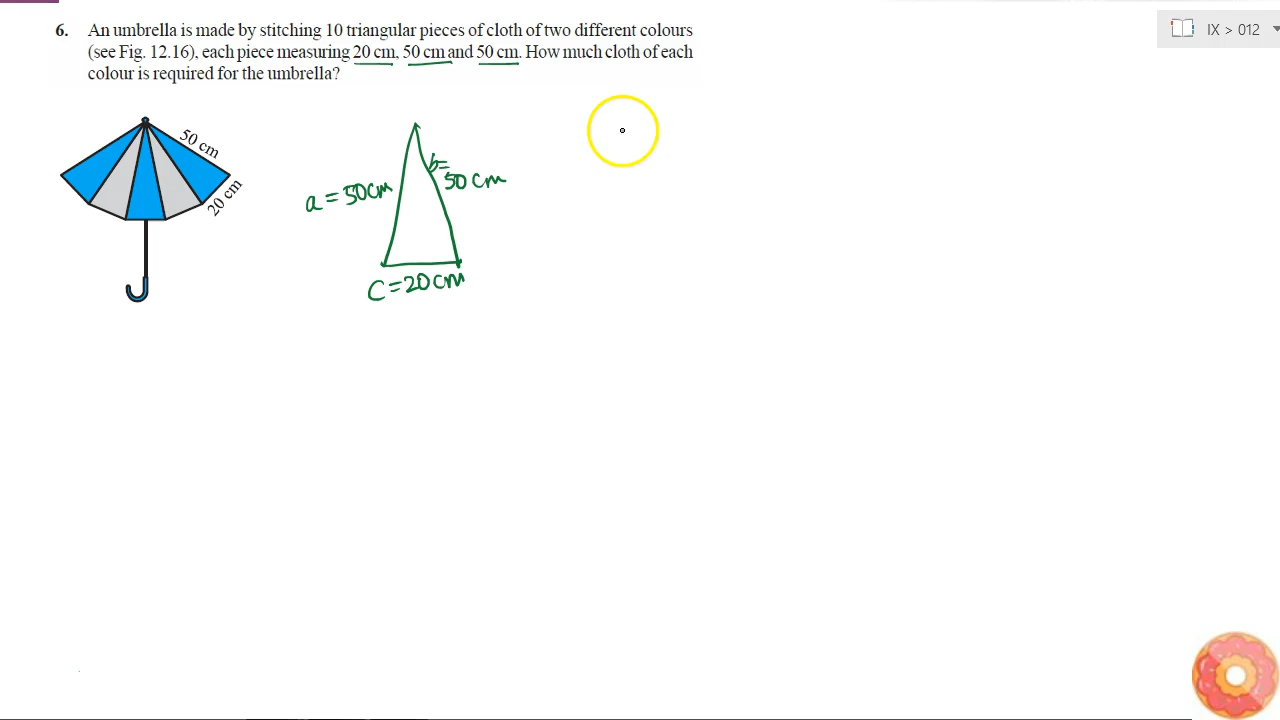 6. An umbrella is made by stitching 10 triangular pieces of cloth of two different colours
(see Fig. 12.16), each piece measuring 20 cm, 50 cm and 50 cm. How much cloth of each
colour is required for the umbrella?
IX > 012
50 cm
20 cm
a = 50cm
b=
50 cm
C = 20 cm